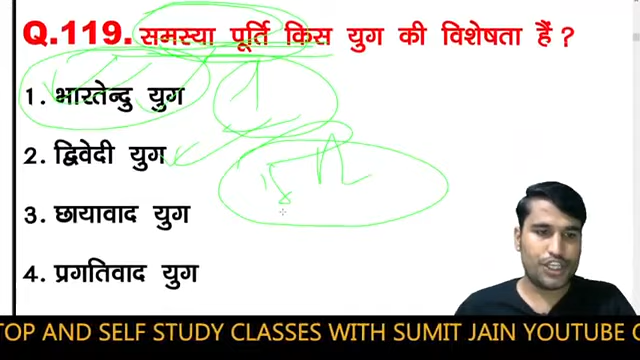 Q.119. समस्या पूर्ति किस युग की विशेषता हैं ?
1. भारतेन्दु युग
2. द्विवेदी युग
3. छायावाद युग
4. प्रगतिवाद युग
TOP AND SELF STUDY CLASSES WITH SUMIT JAIN YOUTUBE